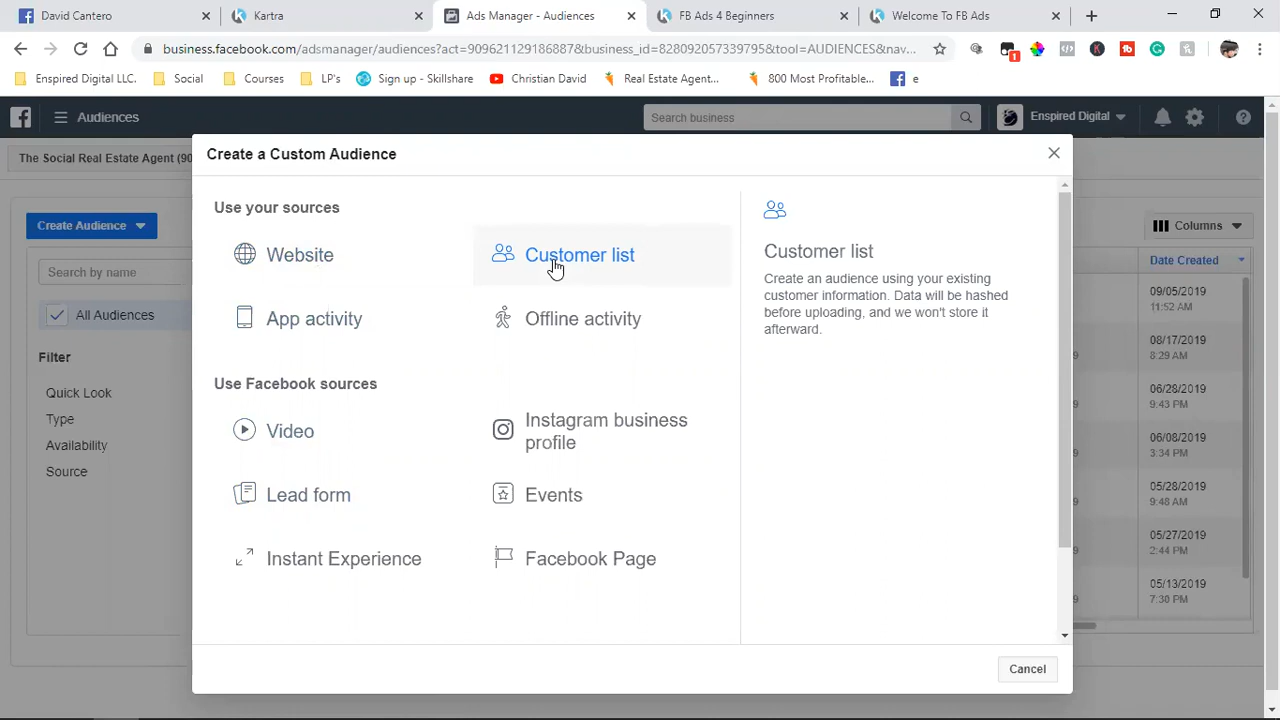 David Cantero
Kartra
Ads Manager - Audiences
FB Ads 4 Beginners
Welcome To FB Ads
business.facebook.com/adsmanager/audiences?act=909621129186887&business_id=828092057339795&tool=AUDIENCES&nav...
1
Enspired Digital LLC.
Social
Courses
LP's
Sign up - Skillshare
Christian David
Real Estate Agent...
800 Most Profitable...
e
Audiences
Search business
Enspired Digital
The Social Real Estate Agent (90
Create a Custom Audience
Create Audience
Columns
Search by name
Date Created
All Audiences
Filter
Quick Look
Type
Availability
Source
Use your sources
Website
Customer list
App activity
Offline activity
Use Facebook sources
Video
Instagram business
profile
Lead form
Events
Instant Experience
Facebook Page
Customer list
Create an audience using your existing
customer information. Data will be hashed
before uploading, and we won't store it
afterward.
09/05/2019
11:52 AM
08/17/2019
8:29 AM
06/28/2019
9:43 PM
06/08/2019
3:34 PM
05/28/2019
9:48 AM
05/27/2019
2:44 PM
05/13/2019
7:30 PM
Cancel